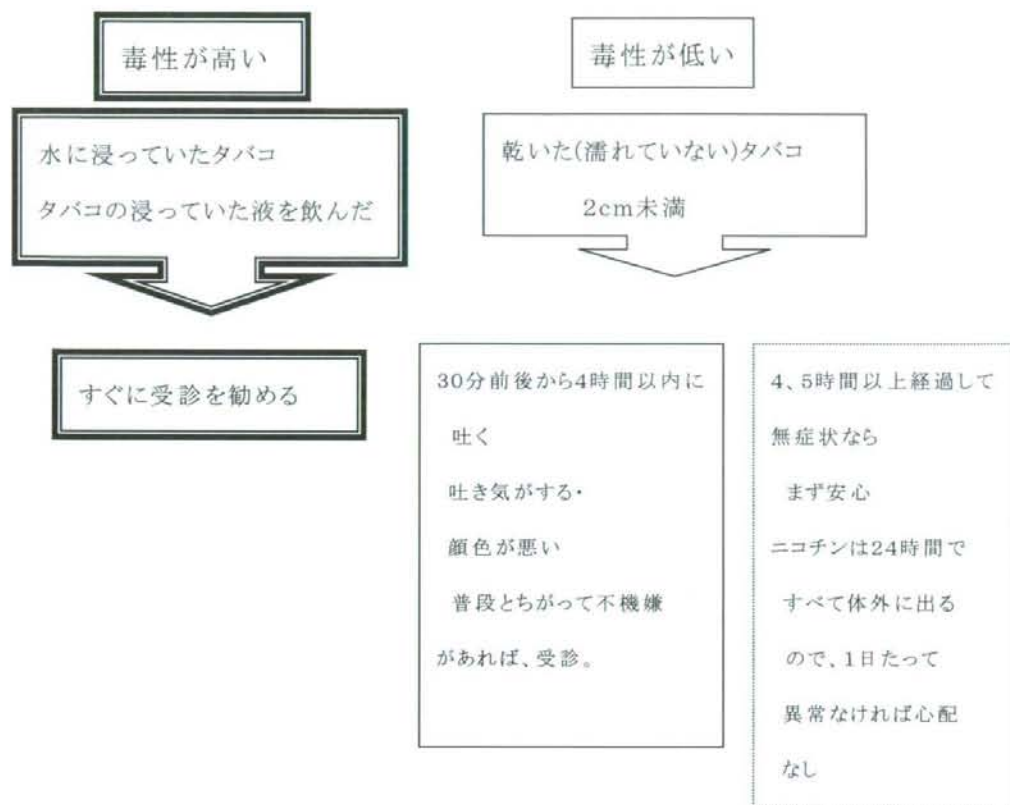 毒性が高い
水に浸っていたタバコ
タバコの浸っていた液を飲んだ
すぐに受診を勧める
毒性が低い
乾いた(濡れていない)タバコ
2cm未満
30分前後から4時間以内に
吐く
吐き気がする・
顔色が悪い
普段とちがって不機嫌
があれば、受診。
4、5時間以上経過して
無症状なら
まず安心
ニコチンは24時間で
すべて体外に出る
ので、1日たって
異常なければ心配
なし